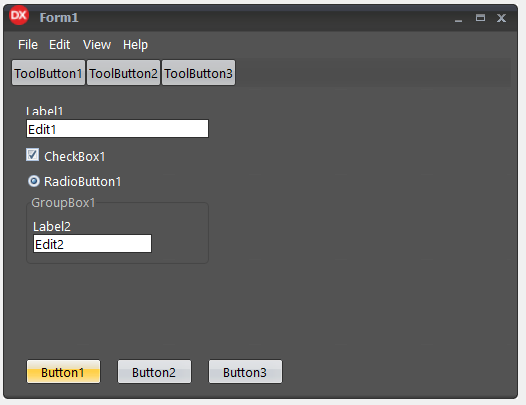 DX Form1
File Edit View Help
ToolButton1 ToolButton2 ToolButton3
Label1
Edit1
CheckBox1
RadioButton1
GroupBox1
Label2
Edit2
Button1 Button2 Button3